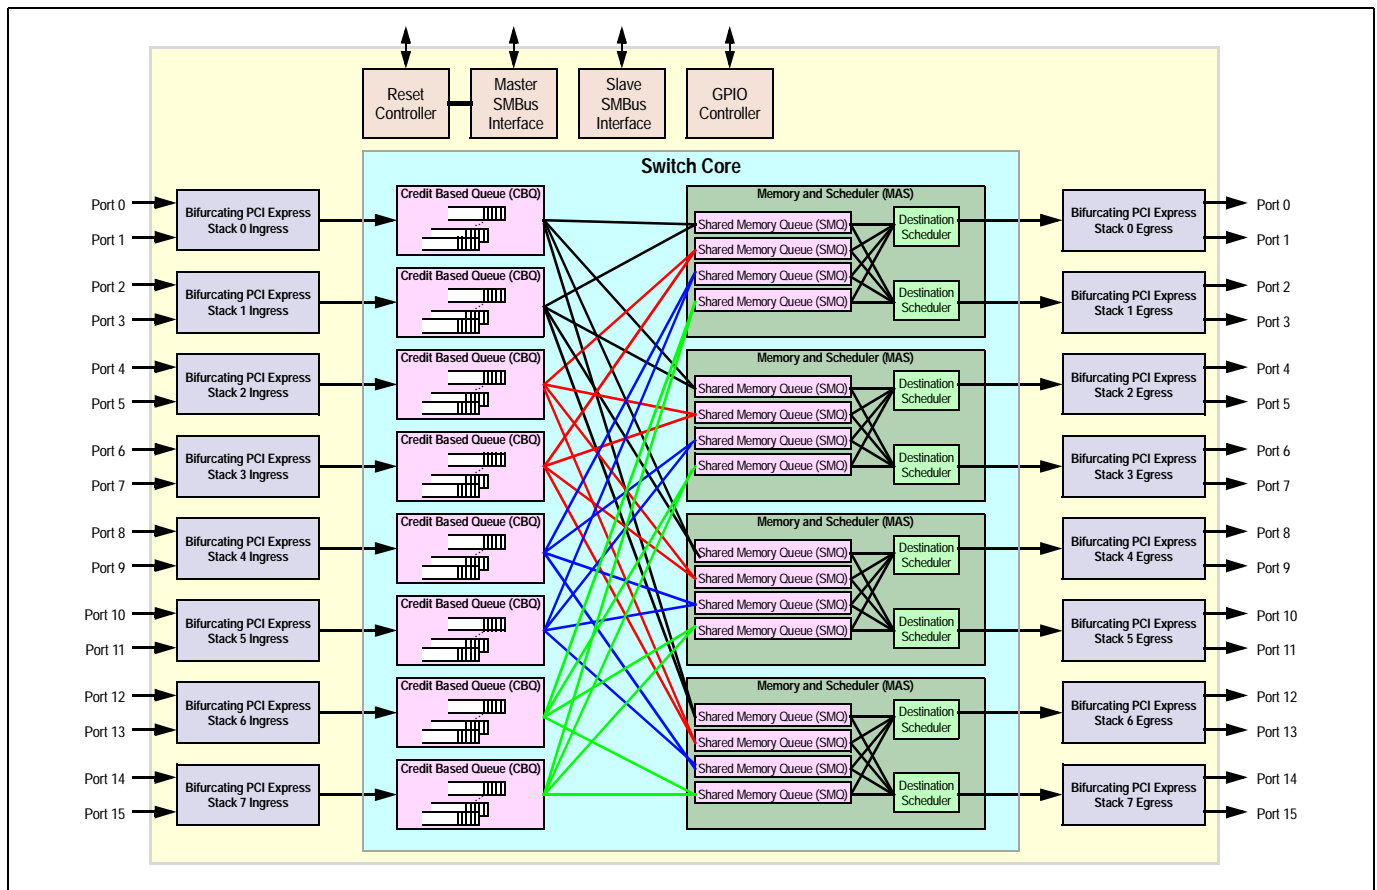 Reset
Controller
Master
SMBus
Interface
Slave
SMBus
Interface
GPIO
Controller
Switch Core
Port 0
Port 1
Bifurcating PCI Express
Stack 0 Ingress
Port 2
Port 3
Bifurcating PCI Express
Stack 1 Ingress
Port 4
Port 5
Bifurcating PCI Express
Stack 2 Ingress
Port 6
Port 7
Bifurcating PCI Express
Stack 3 Ingress
Port 8
Port 9
Bifurcating PCI Express
Stack 4 Ingress
Port 10
Port 11
Bifurcating PCI Express
Stack 5 Ingress
Port 12
Port 13
Bifurcating PCI Express
Stack 6 Ingress
Port 14
Port 15
Bifurcating PCI Express
Stack 7 Ingress
Credit Based Queue (CBQ)
Credit Based Queue (CBQ)
Credit Based Queue (CBQ)
Credit Based Queue (CBQ)
Credit Based Queue (CBQ)
Credit Based Queue (CBQ)
Credit Based Queue (CBQ)
Credit Based Queue (CBQ)
Memory and Scheduler (MAS)
Shared Memory Queue (SMQ)
Shared Memory Queue (SMQ)
Shared Memory Queue (SMQ)
Shared Memory Queue (SMQ)
Destination
Scheduler
Destination
Scheduler
Memory and Scheduler (MAS)
Shared Memory Queue (SMQ)
Shared Memory Queue (SMQ)
Shared Memory Queue (SMQ)
Shared Memory Queue (SMQ)
Destination
Scheduler
Destination
Scheduler
Memory and Scheduler (MAS)
Shared Memory Queue (SMQ)
Shared Memory Queue (SMQ)
Shared Memory Queue (SMQ)
Shared Memory Queue (SMQ)
Destination
Scheduler
Destination
Scheduler
Memory and Scheduler (MAS)
Shared Memory Queue (SMQ)
Shared Memory Queue (SMQ)
Shared Memory Queue (SMQ)
Shared Memory Queue (SMQ)
Destination
Scheduler
Destination
Scheduler
Bifurcating PCI Express
Stack 0 Egress
Port 0
Port 1
Bifurcating PCI Express
Stack 1 Egress
Port 2
Port 3
Bifurcating PCI Express
Stack 2 Egress
Port 4
Port 5
Bifurcating PCI Express
Stack 3 Egress
Port 6
Port 7
Bifurcating PCI Express
Stack 4 Egress
Port 8
Port 9
Bifurcating PCI Express
Stack 5 Egress
Port 10
Port 11
Bifurcating PCI Express
Stack 6 Egress
Port 12
Port 13
Bifurcating PCI Express
Stack 7 Egress
Port 14
Port 15